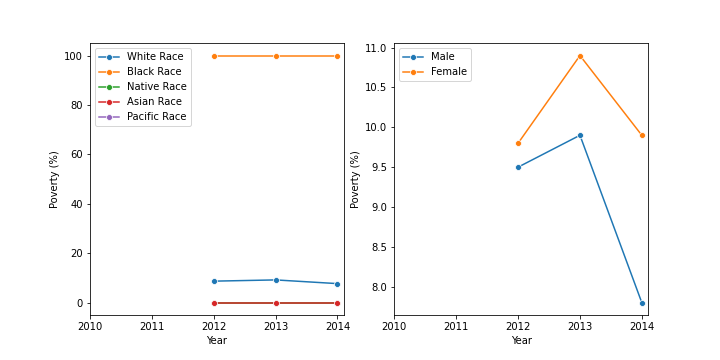 White Race
Black Race
Native Race
Asian Race
Pacific Race
100
80
60
40
20
0
Poverty (%)
2010 2011 2012 2013 2014
Year
Male
Female
11.0
10.5
10.0
9.5
9.0
8.5
8.0
Poverty (%)
2010 2011 2012 2013 2014
Year